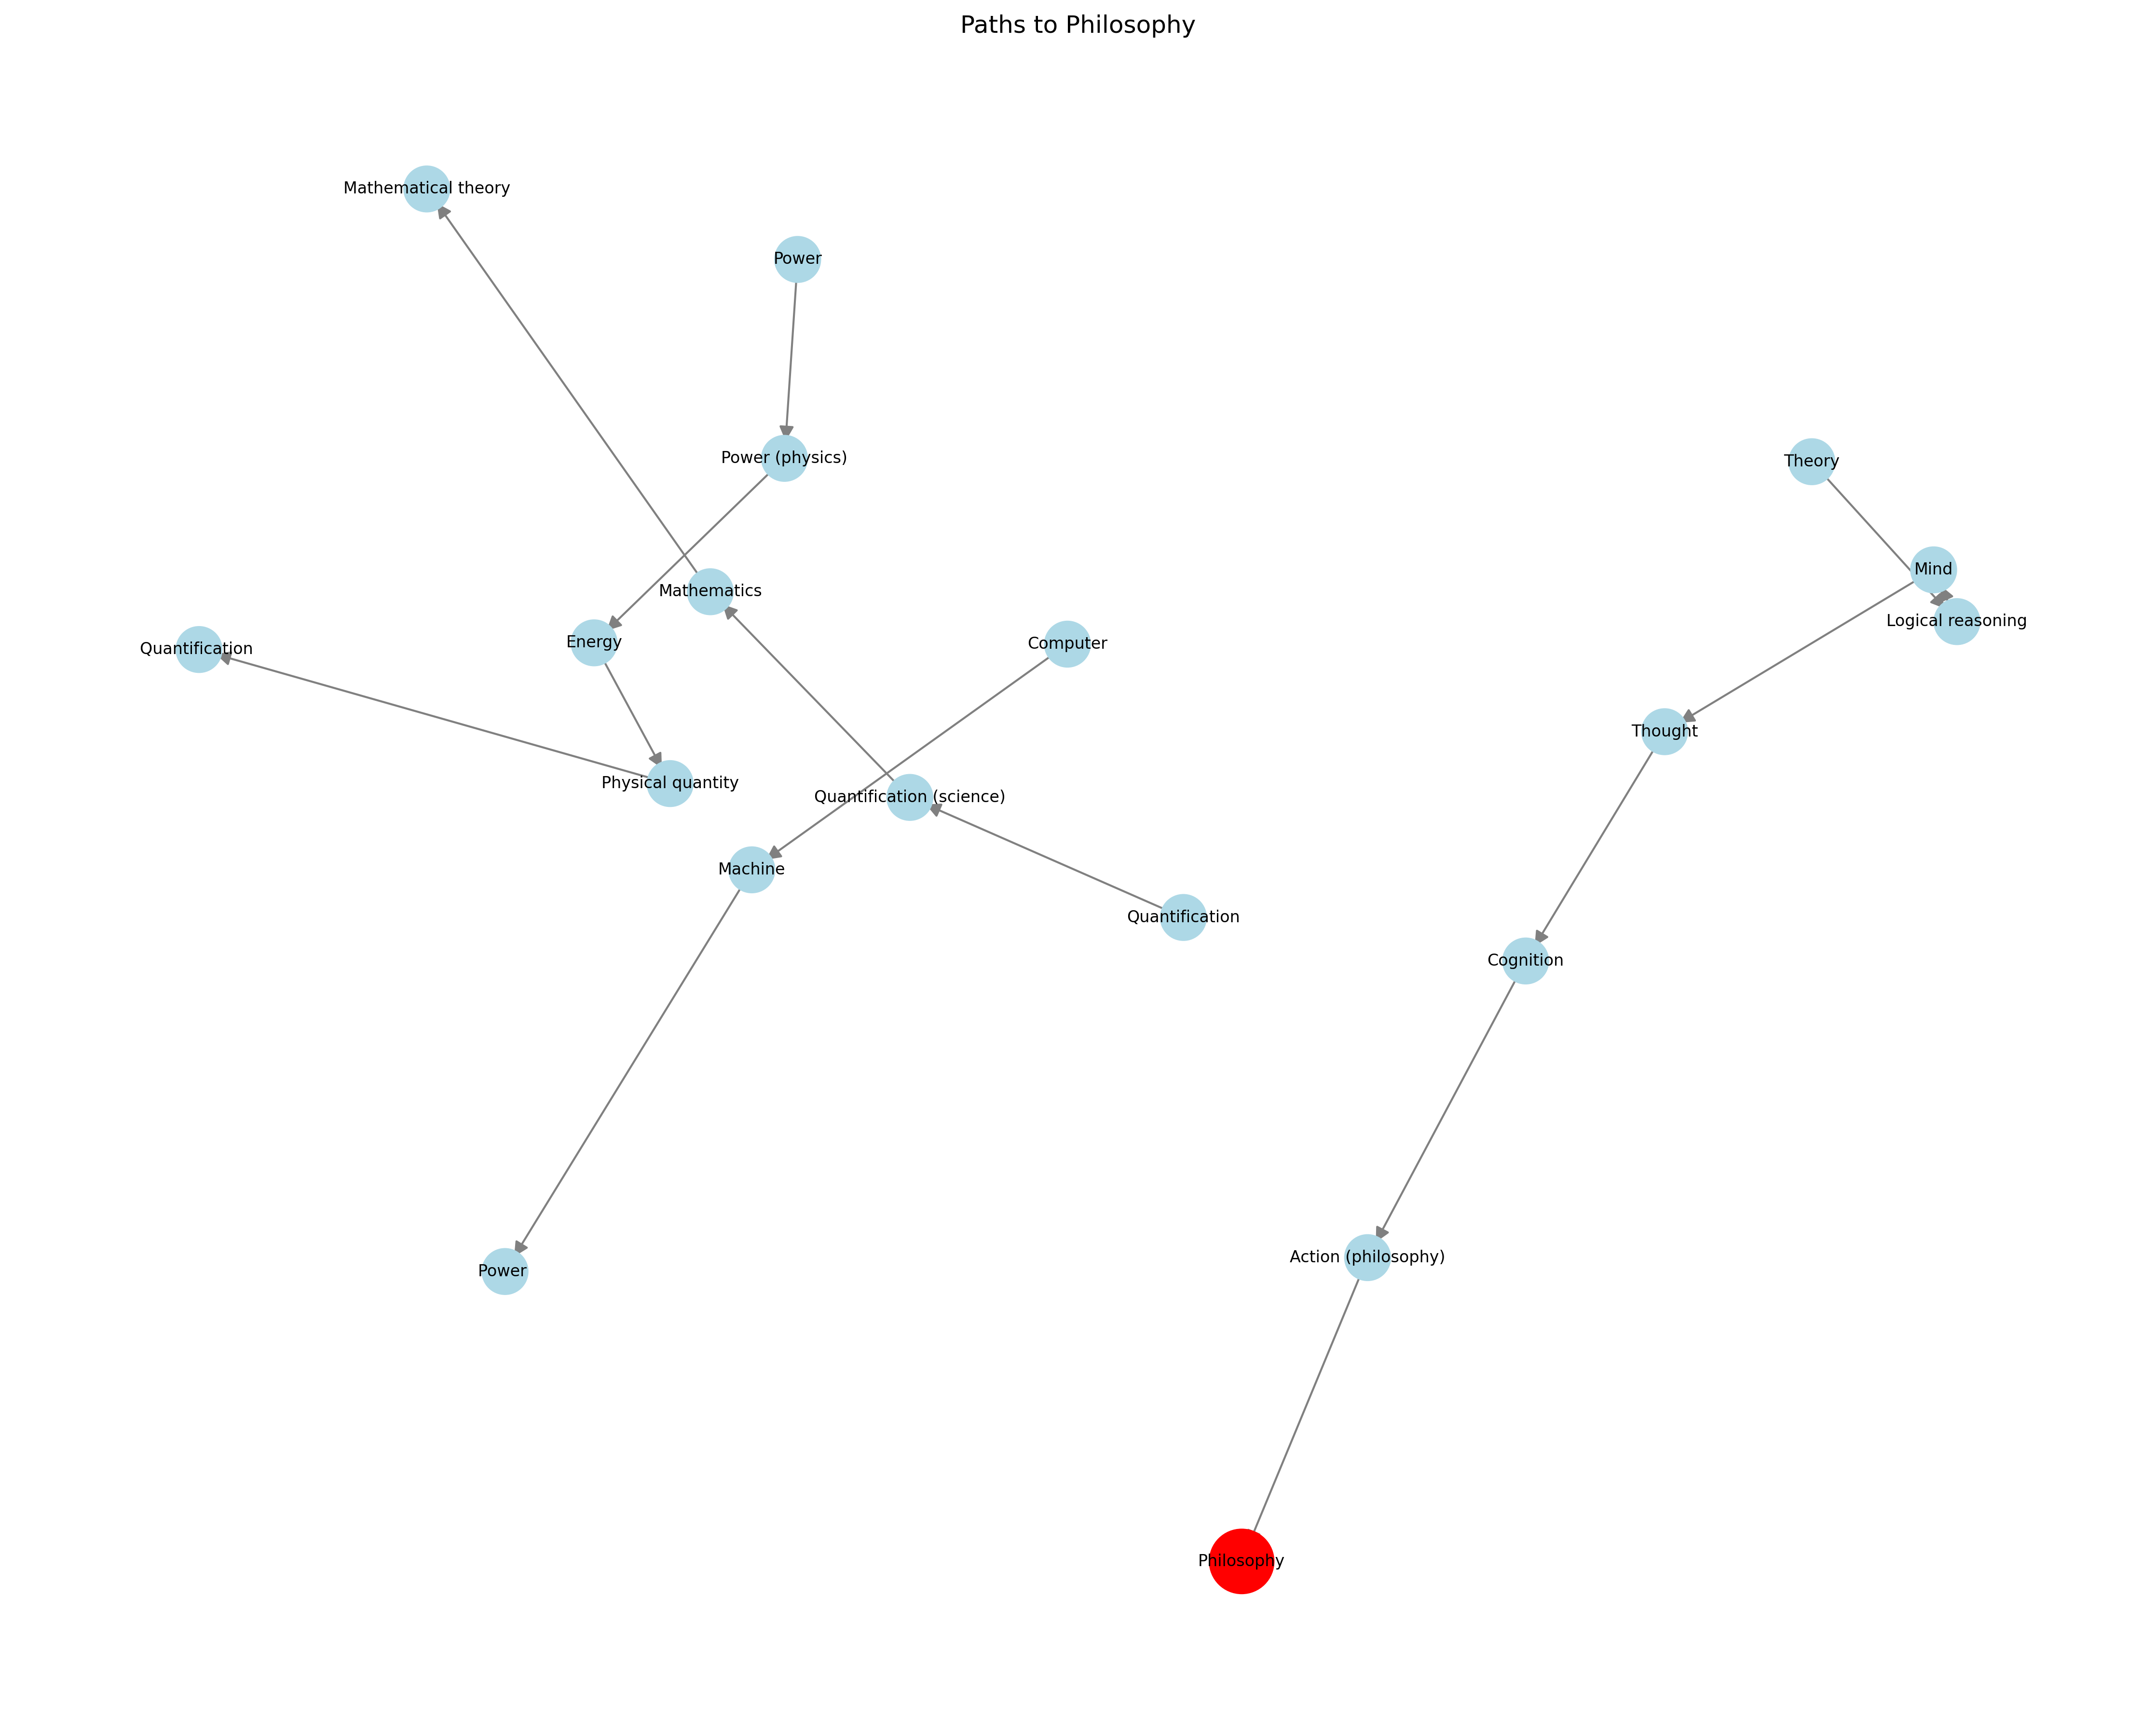 Paths to Philosophy
Mathematical theory
Power
Power (physics)
Theory
Mind
Mathematics
Logical reasoning
Energy
Computer
Quantification
Thought
Physical quantity
Quantification (science)
Machine
Quantification
Cognition
Action (philosophy)
Power
Philosophy